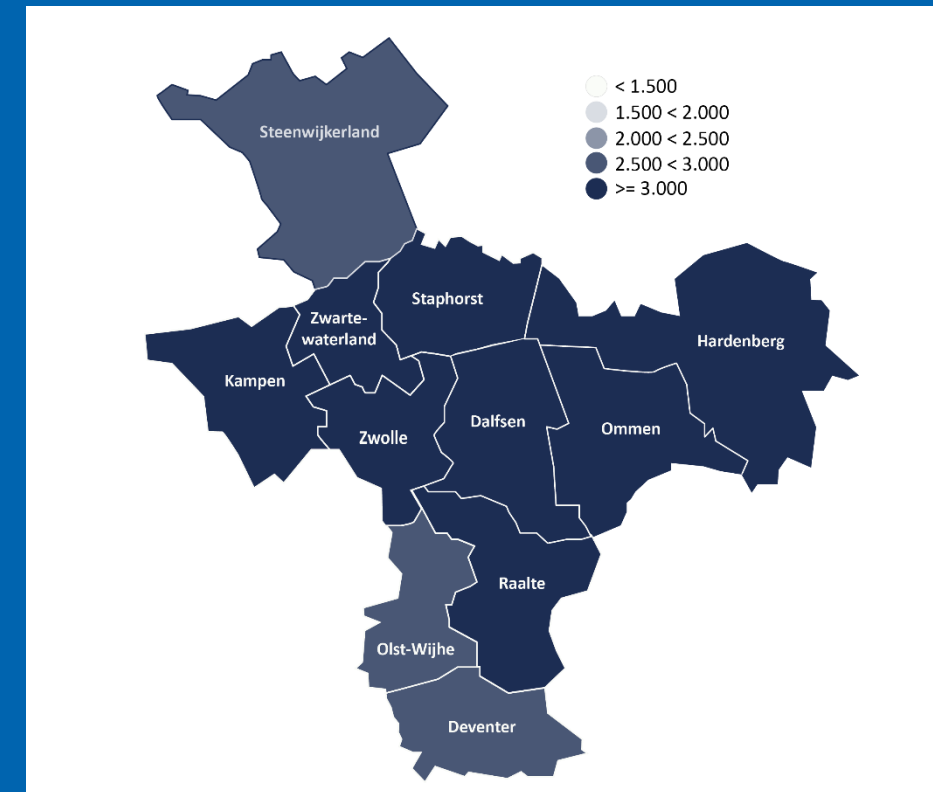 < 1.500
1.500 < 2.000
2.000 < 2.500
2.500 < 3.000
>= 3.000
Steenwijkerland
Staphorst
Zwarte-
waterland
Hardenberg
Kampen
Dalfsen
Ommen
Zwolle
Raalte
Olst-Wijhe
Deventer